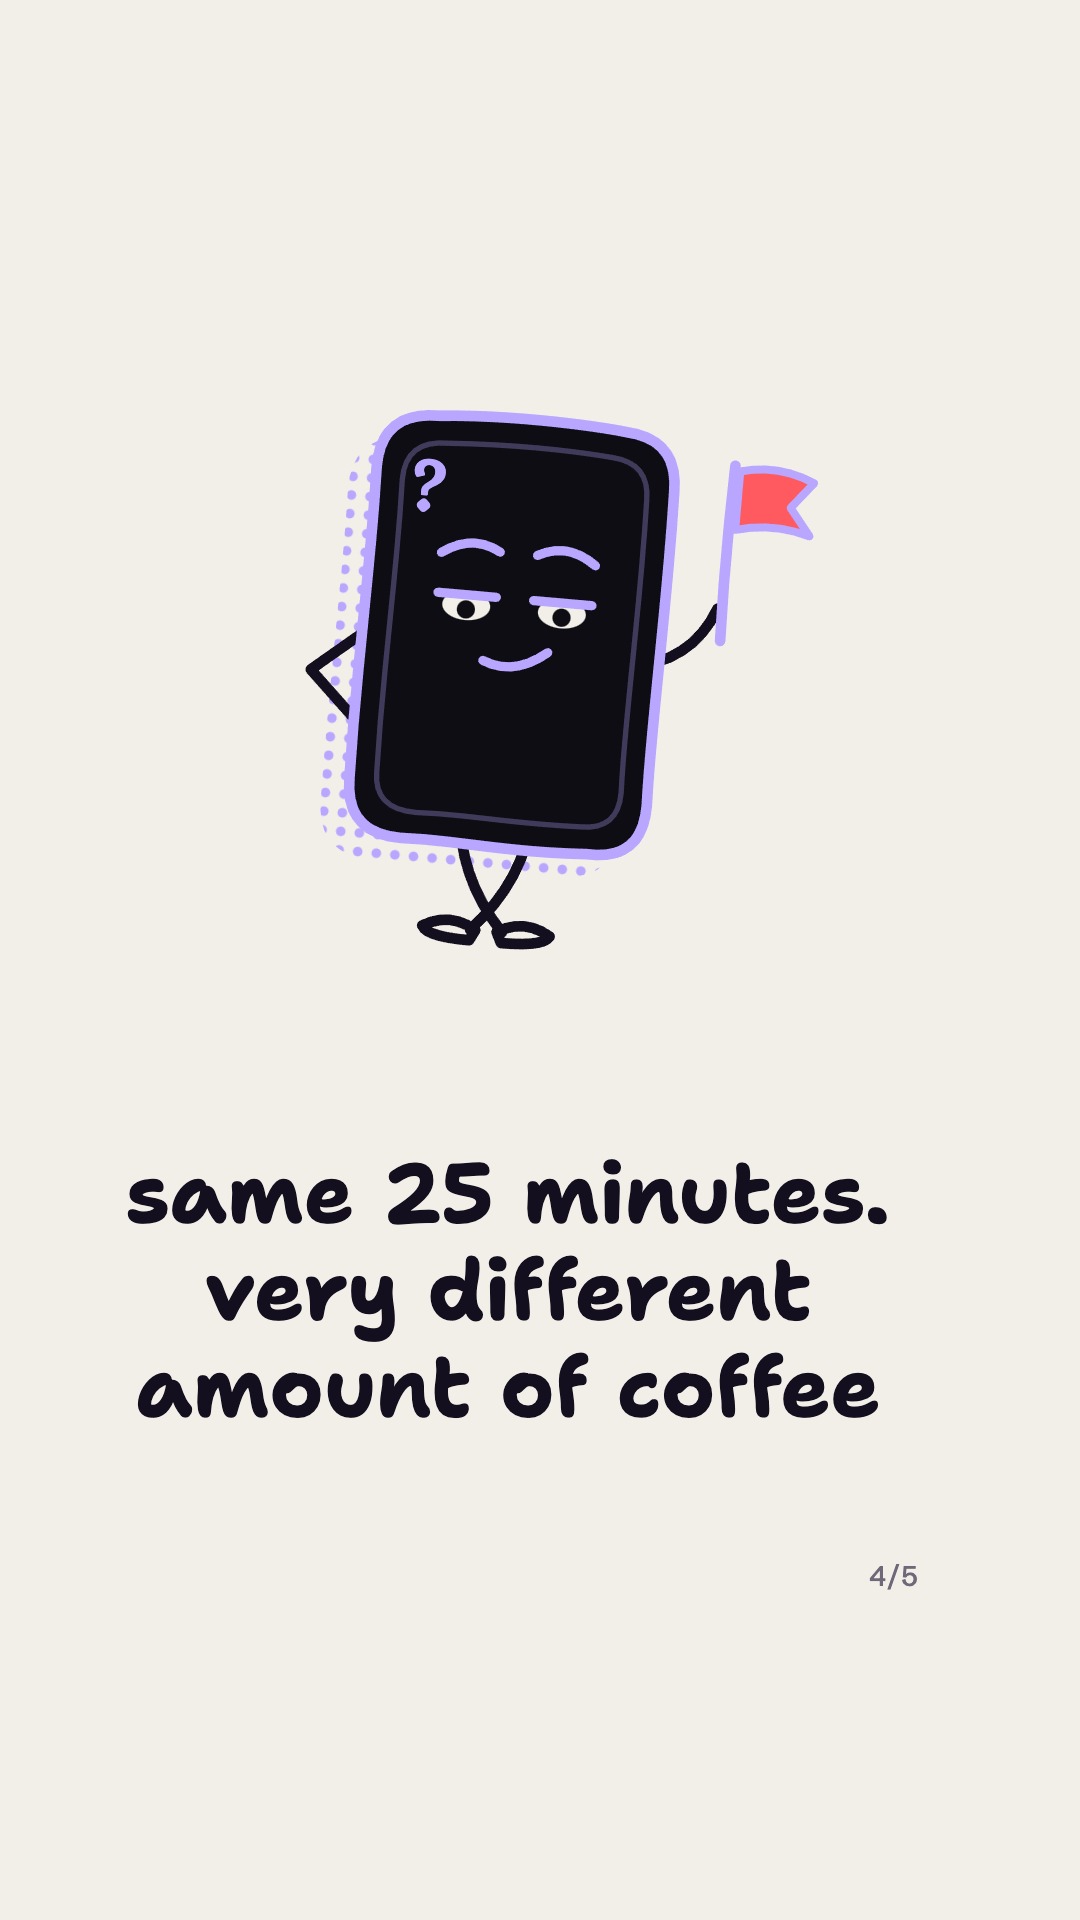 ?
same 25 minutes.
very different
amount of coffee
4/5